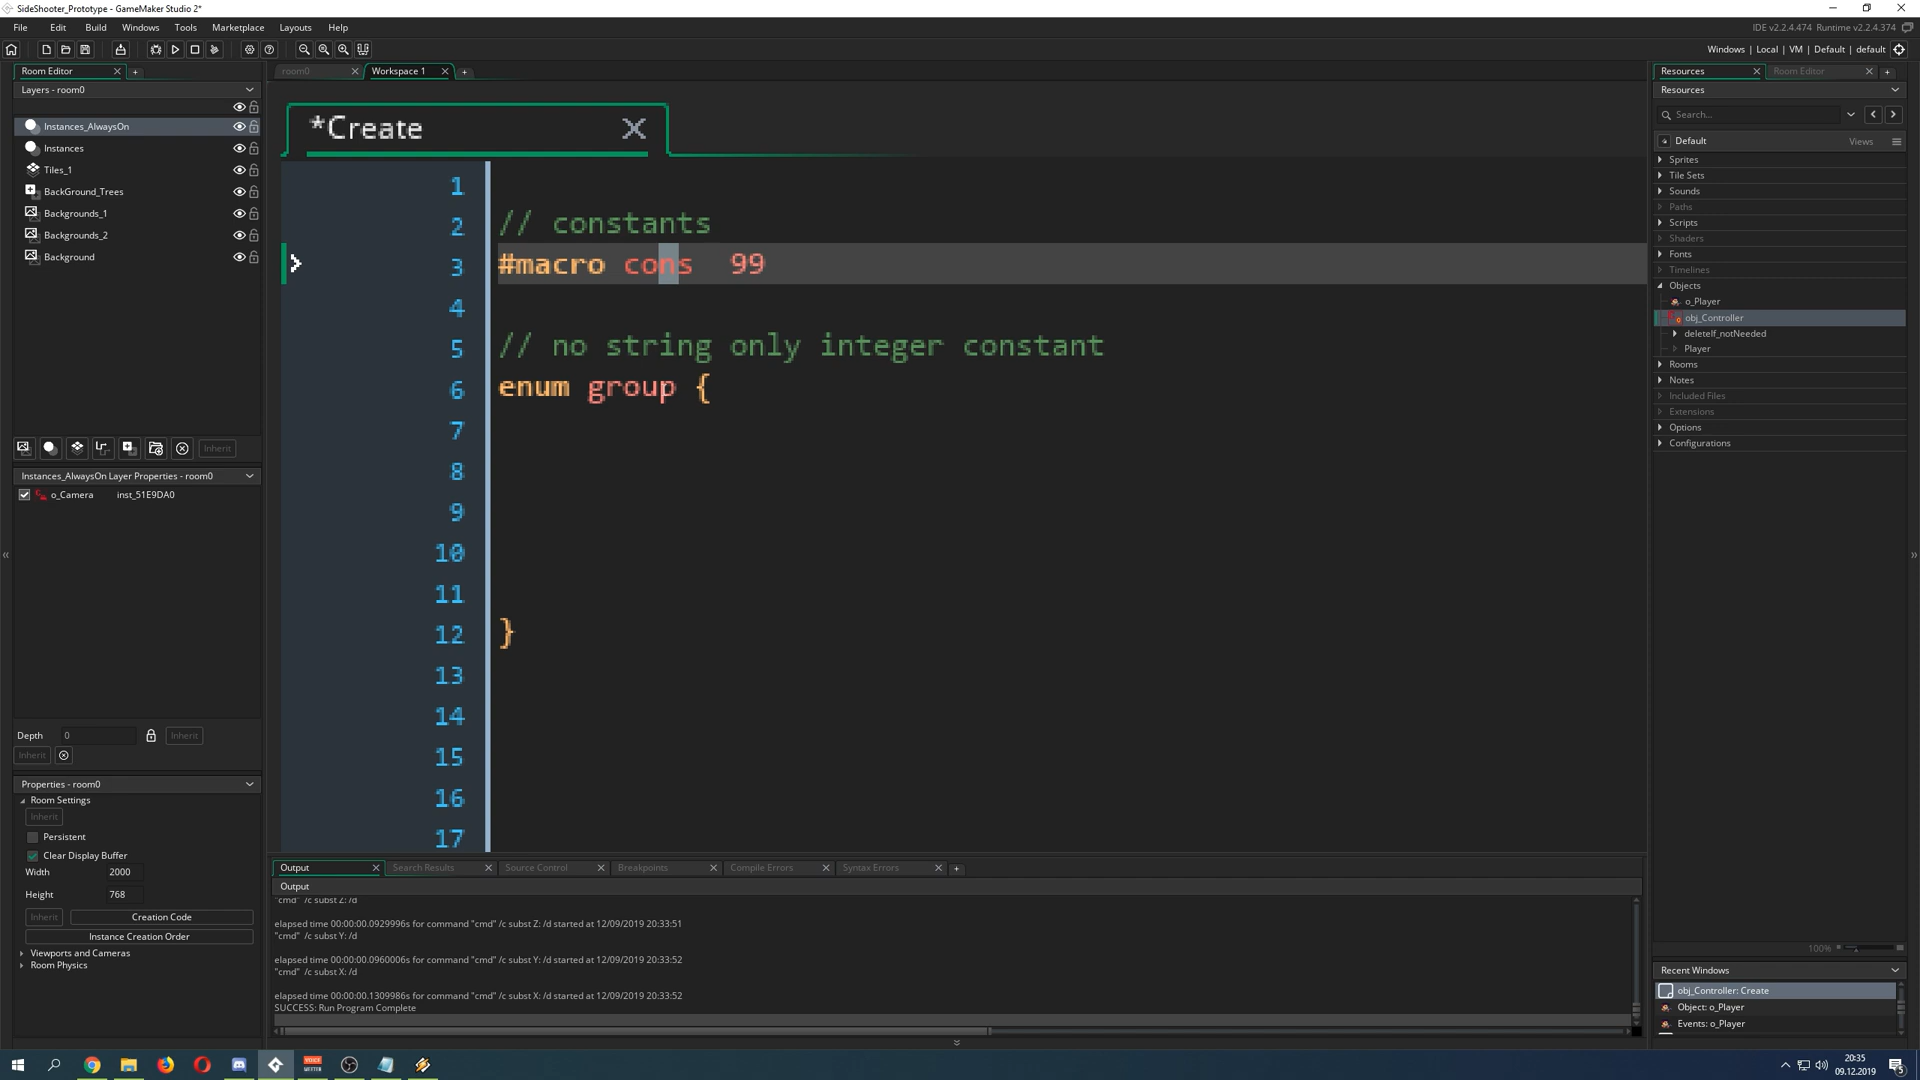 SideShooter_Prototype - GameMaker Studio 2*
File Edit Build Windows Tools Marketplace Layouts Help
IDE v2.2.4.474 Runtime v2.2.4.374
Windows | Local | VM | Default | default
Room Editor
room0
Workspace 1
Resources
Room Editor
Layers - room0
Instances_AlwaysOn
Instances
Tiles_1
BackGround_Trees
Backgrounds_1
Backgrounds_2
Background
Inherit
Instances_AlwaysOn Layer Properties - room0
o_Camera inst_51E9DA0
Depth 0 Inherit
Inherit
Properties - room0
Room Settings
Inherit
Persistent
Clear Display Buffer
Width 2000
Height 768
Inherit Creation Code
Instance Creation Order
Viewports and Cameras
Room Physics
*Create
1
2 // constants
3 #macro cons 99
4
5 // no string only integer constant
6 enum group {
7
8
9
10
11
12 }
13
14
15
16
17
Output
Search Results
Source Control
Breakpoints
Compile Errors
Syntax Errors
Output
"cmd" /c subst Z: /d
elapsed time 00:00:00.0929996s for command "cmd" /c subst Z: /d started at 12/09/2019 20:33:51
"cmd" /c subst Y: /d
elapsed time 00:00:00.0960006s for command "cmd" /c subst Y: /d started at 12/09/2019 20:33:52
"cmd" /c subst X: /d
elapsed time 00:00:00.1309986s for command "cmd" /c subst X: /d started at 12/09/2019 20:33:52
SUCCESS: Run Program Complete
Resources
Search...
Default
Views
Sprites
Tile Sets
Sounds
Paths
Scripts
Shaders
Fonts
Timelines
Objects
o_Player
obj_Controller
deleteIf_notNeeded
Player
Rooms
Notes
Included Files
Extensions
Options
Configurations
100%
Recent Windows
obj_Controller: Create
Object: o_Player
Events: o_Player
20:35
09.12.2019
5